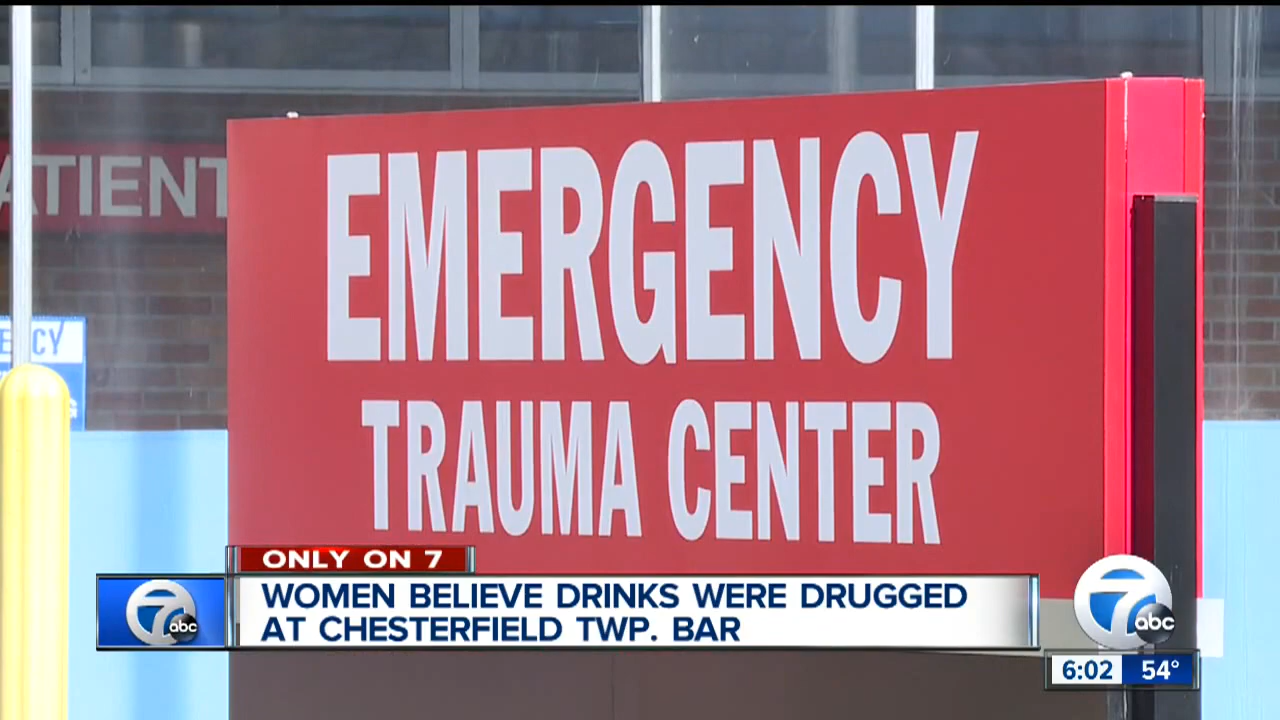 ATIENT
EMERGENCY
TRAUMA CENTER
ENCY
ONLY ON 7
WOMEN BELIEVE DRINKS WERE DRUGGED
AT CHESTERFIELD TWP. BAR
7 abc
7 abc
6:02 54°